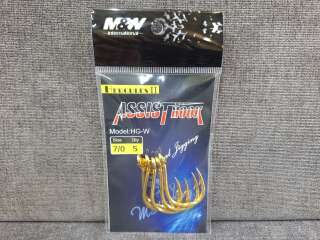 M&W
international
HERCULES II
ASSIST HOOK
Model:HG-W
Size Qty
7/0 5
Jigging